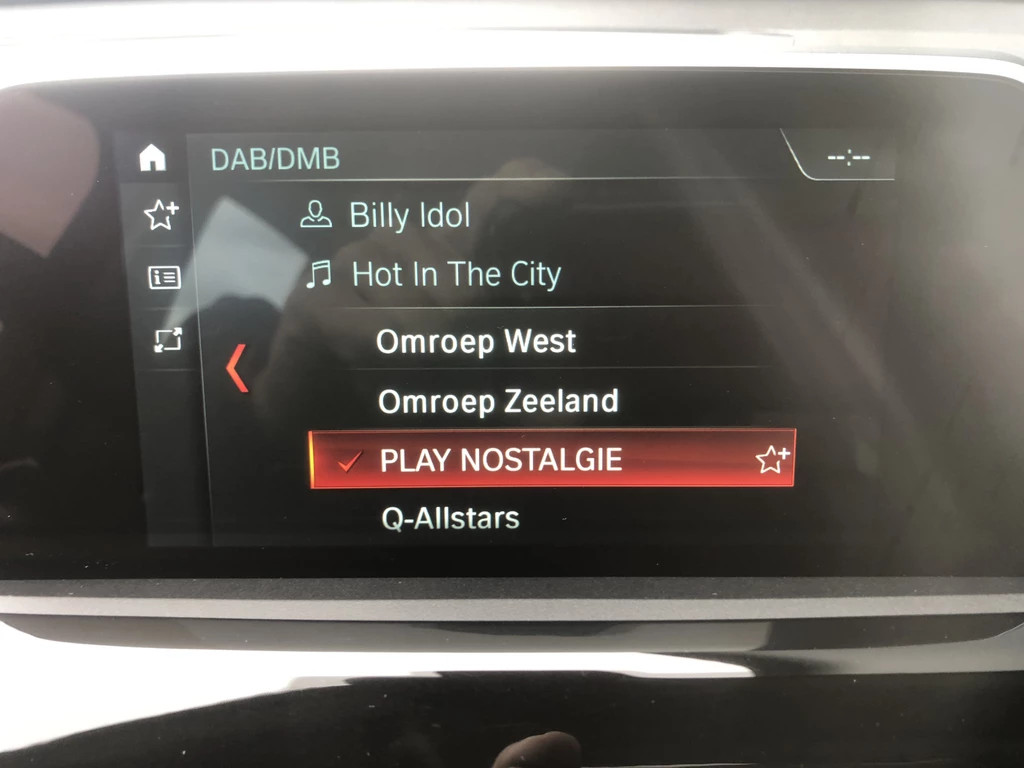 DAB/DMB
--:--
Billy Idol
Hot In The City
Omroep West
Omroep Zeeland
PLAY NOSTALGIE
Q-Allstars